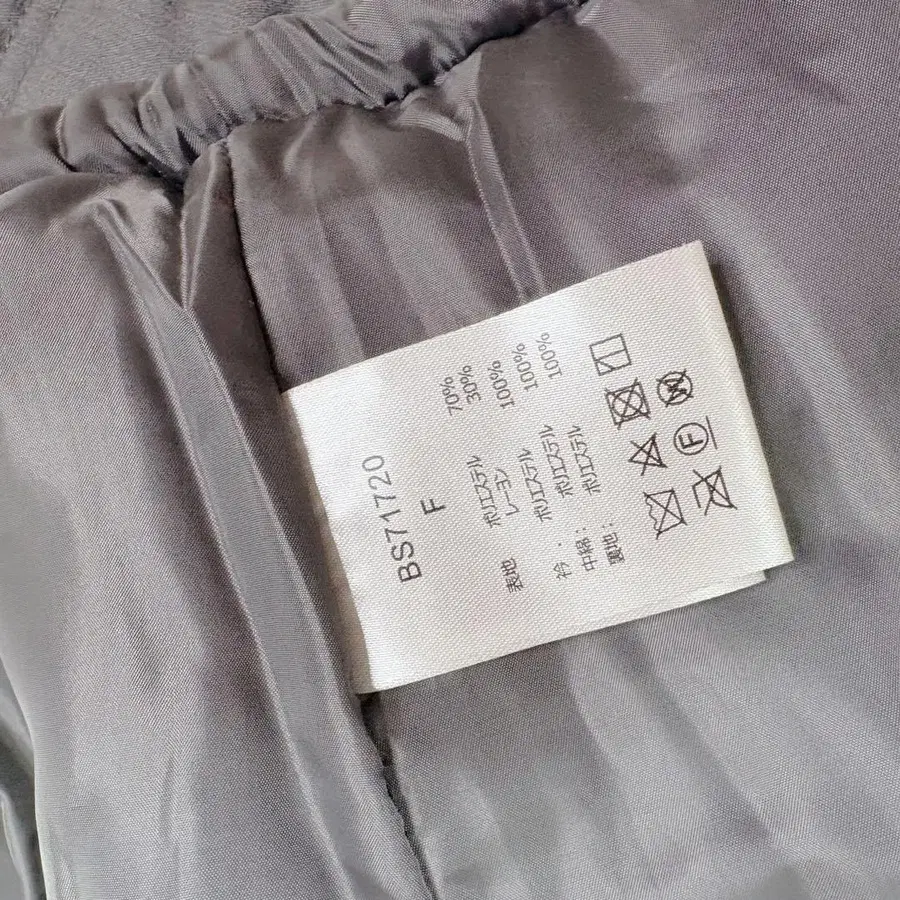 BS71720
F
表地 ポリエステル 70%
レーヨン 30%
衿: ポリエステル 100%
中綿: ポリエステル 100%
裏地: ポリエステル 100%
W
F